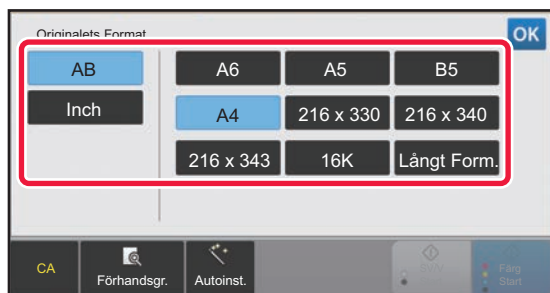 Originalets Format
OK
AB
A6
A5
B5
Inch
A4
216 x 330
216 x 340
216 x 343
16K
Långt Form.
CA
Förhandsgr.
Autoinst.
Färg
Start